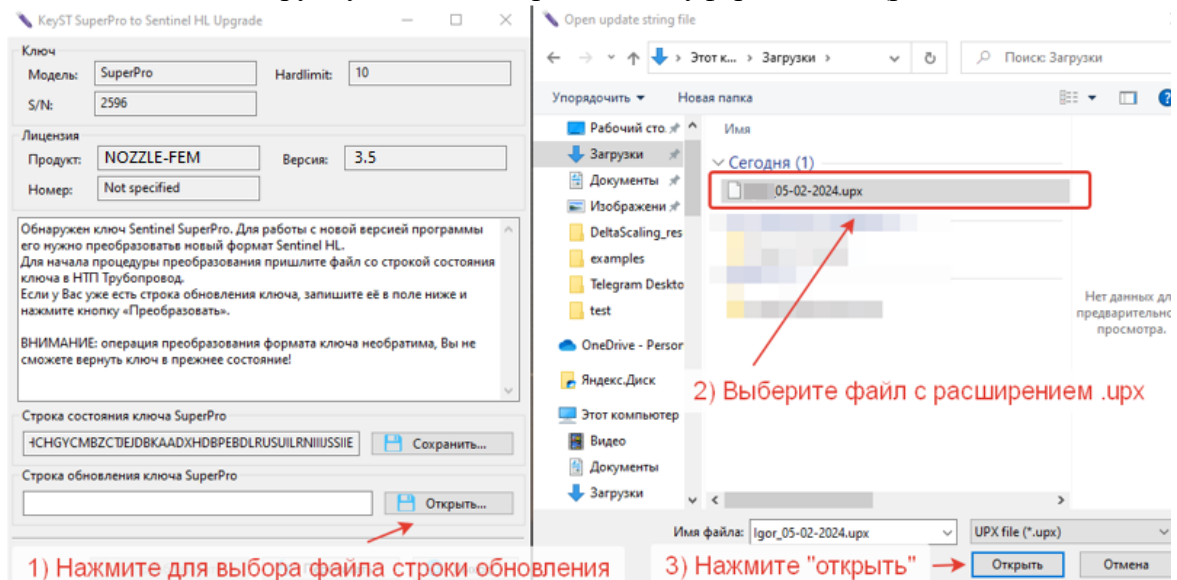 KeyST SuperPro to Sentinel HL Upgrade
Ключ
Модель: SuperPro Hardlimit: 10
S/N: 2596
Лицензия
Продукт: NOZZLE-FEM Версия: 3.5
Номер: Not specified
Обнаружен ключ Sentinel SuperPro. Для работы с новой версией программы
его нужно преобразоватьв новый формат Sentinel HL.
Для начала процедуры преобразования пришлите файл со строкой состояния
ключа в НТП Трубопровод.
Если у Вас уже есть строка обновления ключа, запишите её в поле ниже и
нажмите кнопку «Преобразовать».
ВНИМАНИЕ: операция преобразования формата ключа необратима, Вы не
сможете вернуть ключ в прежнее состояние!
Строка состояния ключа SuperPro
Сохранить...
Строка обновления ключа SuperPro
Открыть...
1) Нажмите для выбора файла строки обновления
Open update string file
Этот к... > Загрузки >
Поиск: Загрузки
Упорядочить Новая папка
Рабочий сто.
Загрузки
Документы
Изображени
DeltaScaling_res
examples
Telegram Deskto
test
OneDrive - Persor
Яндекс.Диск
Этот компьютер
Видео
Документы
Загрузки
Имя
Сегодня (1)
_05-02-2024.upx
Нет данных для
предварительно
просмотра.
2) Выберите файл с расширением .upx
Имя файла: Igor_05-02-2024.upx UPX file (*.upx)
3) Нажмите "открыть"
Открыть Отмена